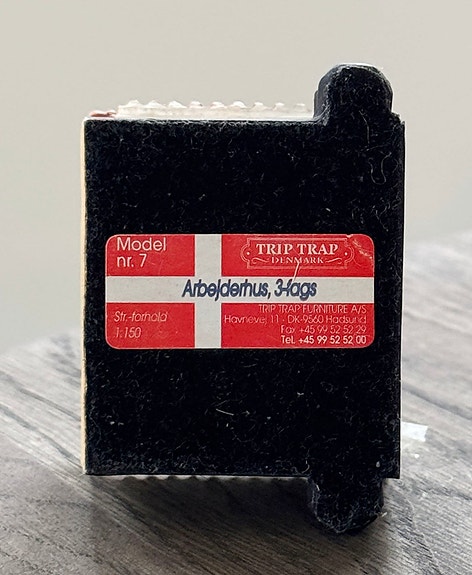 Model
nr. 7
TRIP TRAP
DENMARK
Arbejderhus, 3-fags
Str.-forhold
1:150
TRIP TRAP FURNITURE A/S
Havnevej 11 - DK-9560 Hadsund
Fax +45 99 52 52 29
Tel. +45 99 52 52 00